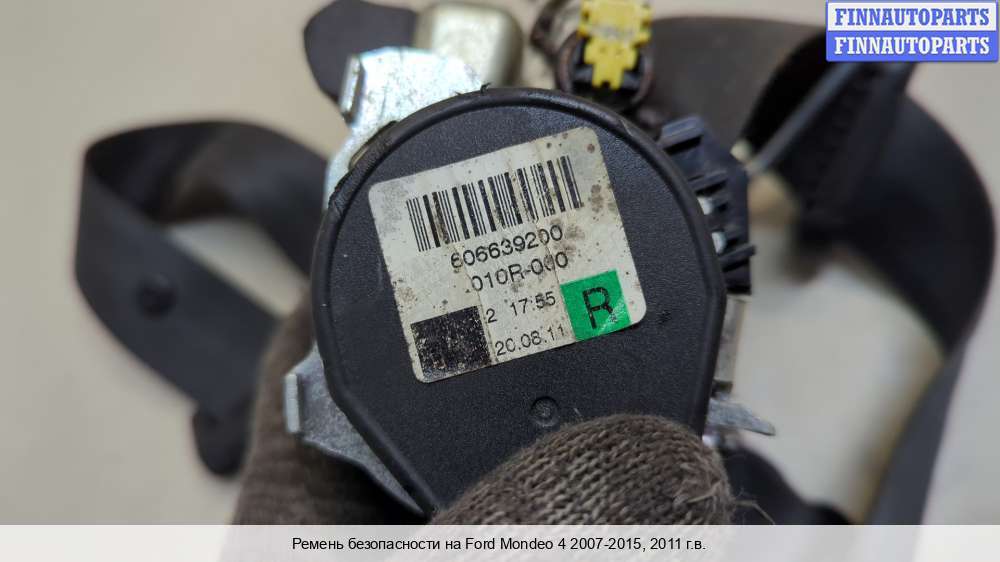 FINNAUTOPARTS
FINNAUTOPARTS
606639200
010R-000
2 17:55
R
20.08.11
Ремень безопасности на Ford Mondeo 4 2007-2015, 2011 г.в.